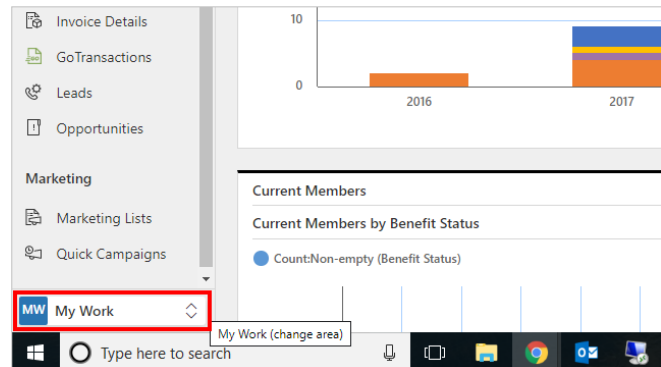 Invoice Details
GoTransactions
Leads
Opportunities
Marketing
Marketing Lists
Quick Campaigns
MW My Work
My Work (change area)
Type here to search
10
0
2016 2017
Current Members
Current Members by Benefit Status
Count:Non-empty (Benefit Status)